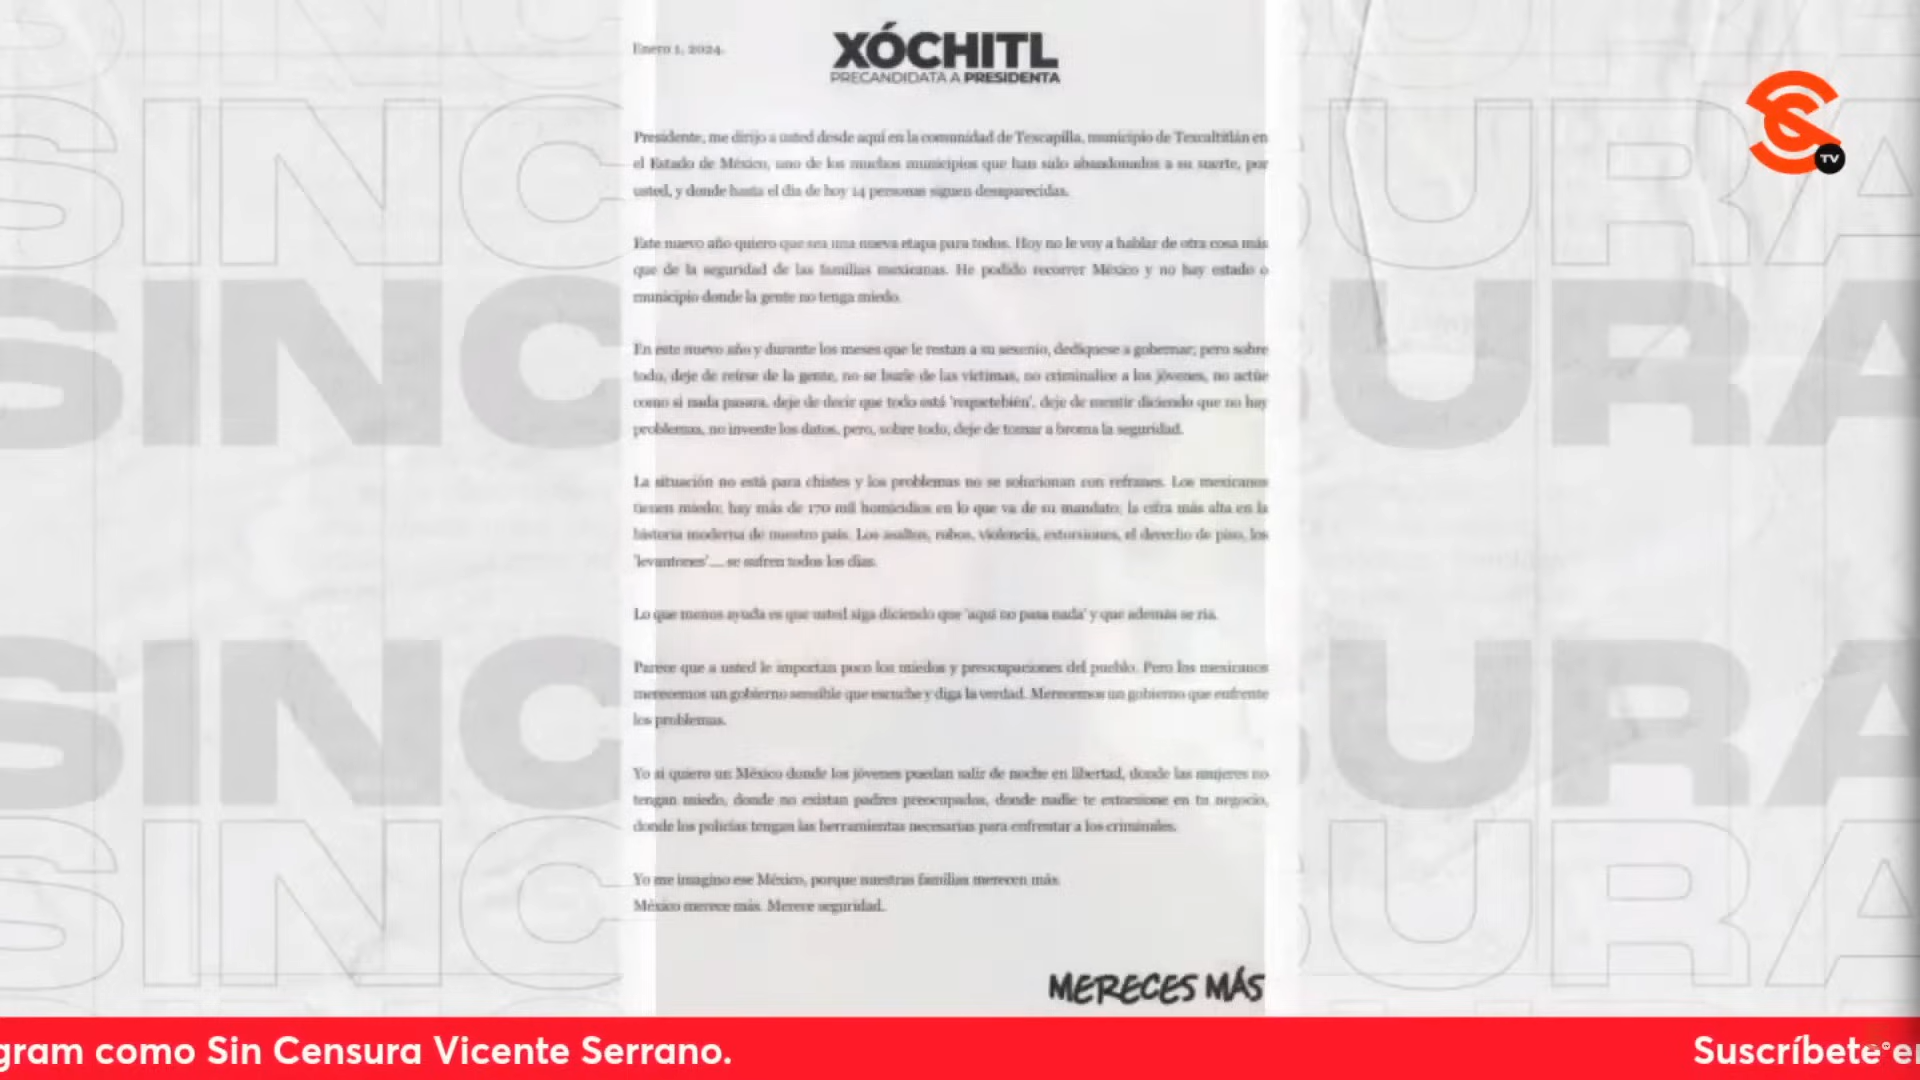 SINC
SINC
SINC
SINC
URA
URA
URA
URA
TV
Enero 1, 2024.
XÓCHITL
PRECANDIDATA A PRESIDENTA
Presidente, me dirijo a usted desde aquí en la comunidad de Texcapilla, municipio de Texcaltitlán en
el Estado de México, uno de los muchos municipios que han sido abandonados a su suerte, por
usted, y donde hasta el día de hoy 14 personas siguen desaparecidas.
Este nuevo año quiero que sea una nueva etapa para todos. Hoy no le voy a hablar de otra cosa más
que de la seguridad de las familias mexicanas. He podido recorrer México y no hay estado o
municipio donde la gente no tenga miedo.
En este nuevo año y durante los meses que le restan a su sexenio, dedíquese a gobernar; pero sobre
todo, deje de reírse de la gente, no se burle de las víctimas, no criminalice a los jóvenes, no actúe
como si nada pasara, deje de decir que todo está 'requetebién', deje de mentir diciendo que no hay
problemas, no invente los datos, pero, sobre todo, deje de tomar a broma la seguridad.
La situación no está para chistes y los problemas no se solucionan con refranes. Los mexicanos
tienen miedo; hay más de 170 mil homicidios en lo que va de su mandato; la cifra más alta en la
historia moderna de nuestro país. Los asaltos, robos, violencia, extorsiones, el derecho de piso, los
'levantones'... se sufren todos los días.
Lo que menos ayuda es que usted siga diciendo que 'aquí no pasa nada' y que además se ría.
Parece que a usted le importan poco los miedos y preocupaciones del pueblo. Pero los mexicanos
merecemos un gobierno sensible que escuche y diga la verdad. Merecemos un gobierno que enfrente
los problemas.
Yo sí quiero un México donde los jóvenes puedan salir de noche en libertad, donde las mujeres no
tengan miedo, donde no existan padres preocupados, donde nadie te extorsione en tu negocio,
donde los policías tengan las herramientas necesarias para enfrentar a los criminales.
Yo me imagino ese México, porque nuestras familias merecen más.
México merece más. Merece seguridad.
MERECES MÁS
gram como Sin Censura Vicente Serrano.
Suscríbete en